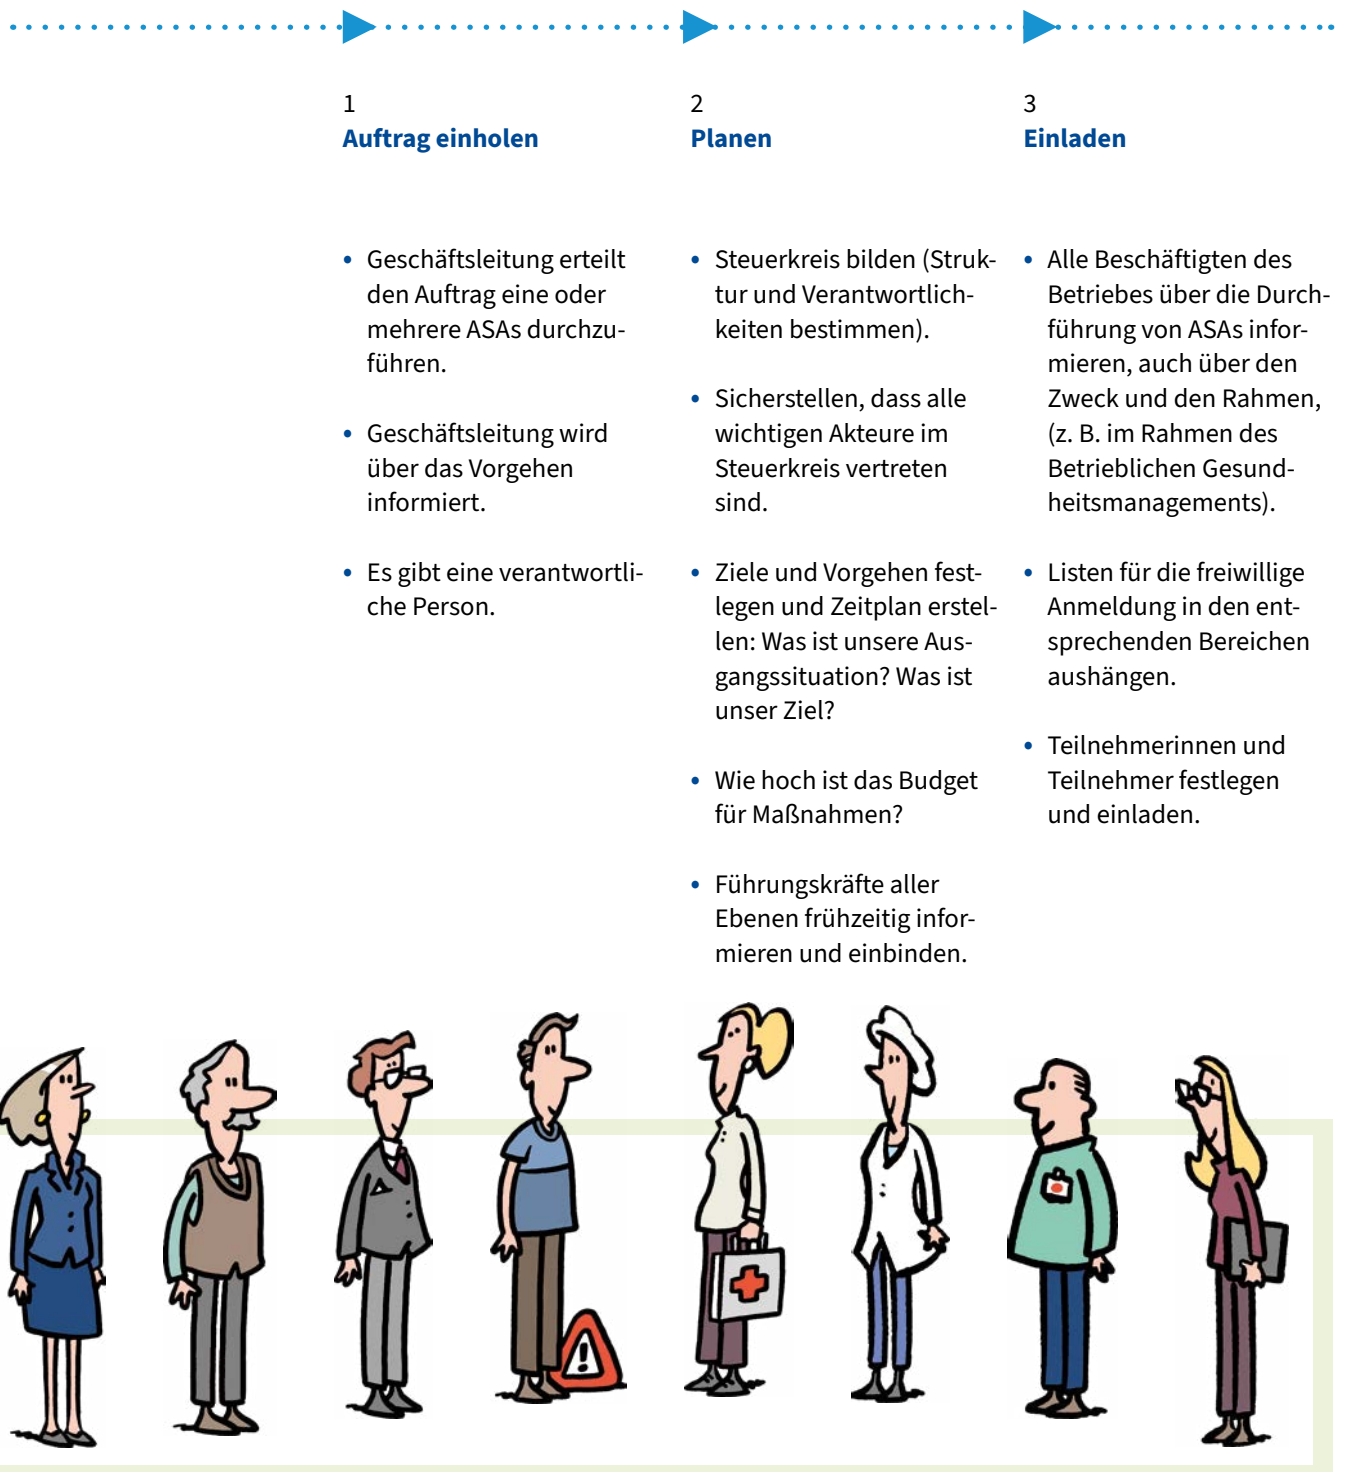 1
Auftrag einholen
• Geschäftsleitung erteilt
den Auftrag eine oder
mehrere ASAs durchzu-
führen.
• Geschäftsleitung wird
über das Vorgehen
informiert.
• Es gibt eine verantwortli-
che Person.
2
Planen
• Steuerkreis bilden (Struk-
tur und Verantwortlich-
keiten bestimmen).
• Sicherstellen, dass alle
wichtigen Akteure im
Steuerkreis vertreten
sind.
• Ziele und Vorgehen fest-
legen und Zeitplan erstel-
len: Was ist unsere Aus-
gangssituation? Was ist
unser Ziel?
• Wie hoch ist das Budget
für Maßnahmen?
• Führungskräfte aller
Ebenen frühzeitig infor-
mieren und einbinden.
3
Einladen
• Alle Beschäftigten des
Betriebes über die Durch-
führung von ASAs infor-
mieren, auch über den
Zweck und den Rahmen,
(z. B. im Rahmen des
Betrieblichen Gesund-
heitsmanagements).
• Listen für die freiwillige
Anmeldung in den ent-
sprechenden Bereichen
aushängen.
• Teilnehmerinnen und
Teilnehmer festlegen
und einladen.
!